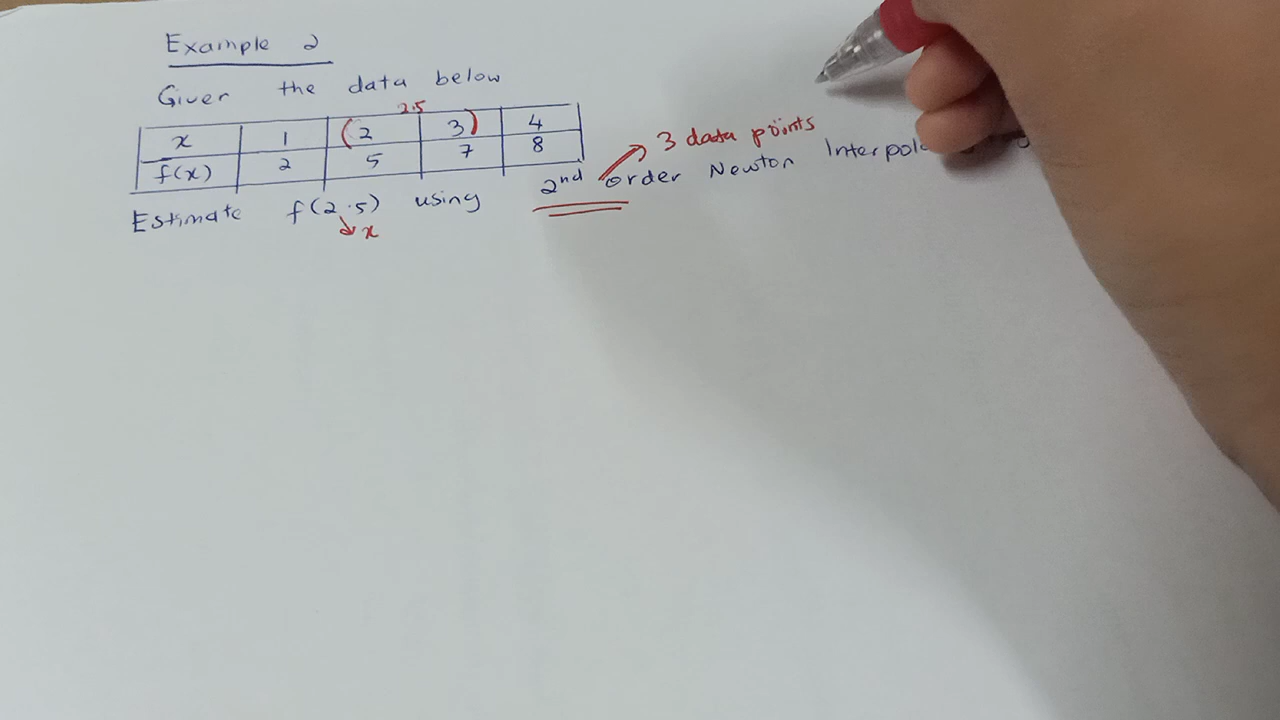 Example 2
Given the data below
2.5
x 1 (2 3) 4
f(x) 2 5 7 8
→ 3 data points
Estimate f(2.5) using 2nd order Newton
x